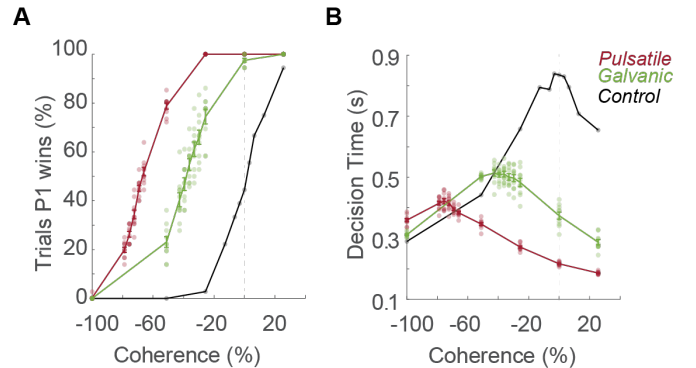 A
B
Trials P1 wins (%)
100
80
60
40
20
0
-100
-60
-20
20
Coherence (%)
Decision Time (s)
0.9
0.7
0.5
0.3
0.1
-100
-60
-20
20
Coherence (%)
Pulsatile
Galvanic
Control